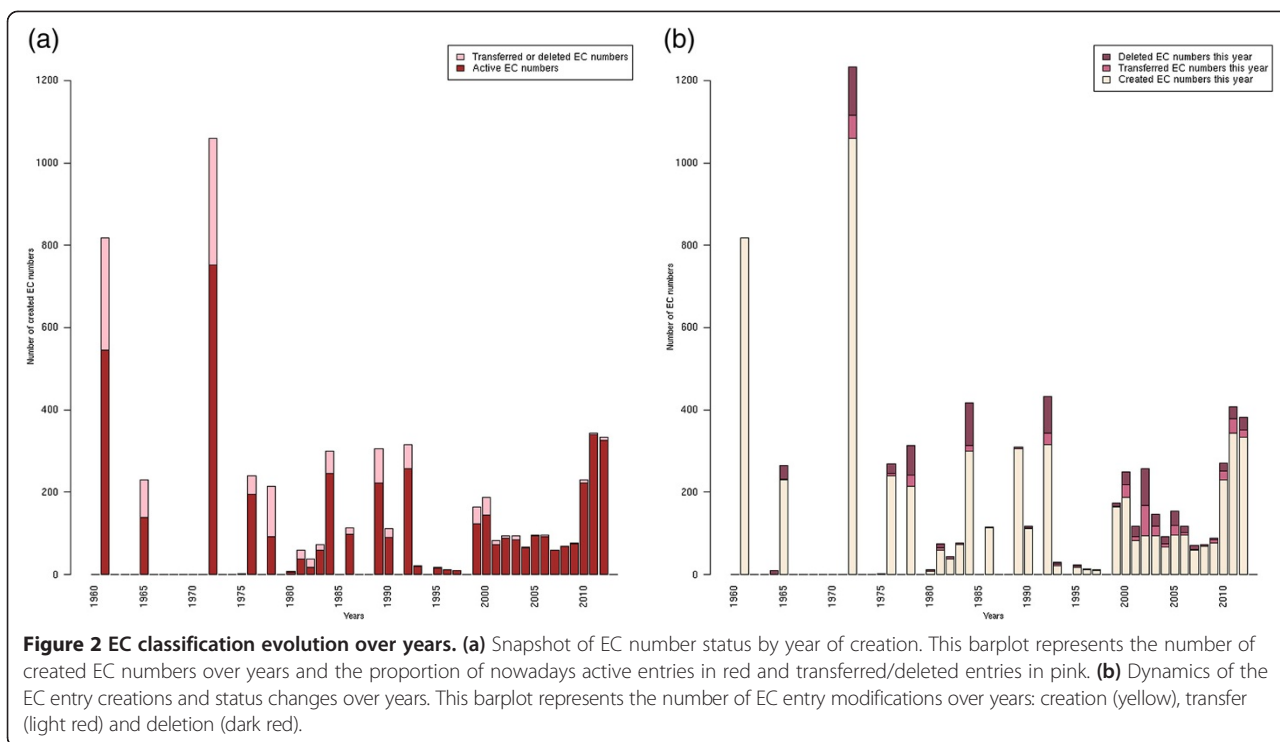 (a)
Transferred or deleted EC numbers
Active EC numbers
Number of created EC numbers
1200
1000
800
600
400
200
0
1960
1965
1970
1975
1980
1985
1990
1995
2000
2005
2010
Years
(b)
Deleted EC numbers this year
Transferred EC numbers this year
Created EC numbers this year
Number of EC numbers
1200
1000
800
600
400
200
0
1960
1965
1970
1975
1980
1985
1990
1995
2000
2005
2010
Years
Figure 2 EC classification evolution over years. (a) Snapshot of EC number status by year of creation. This barplot represents the number of
created EC numbers over years and the proportion of nowadays active entries in red and transferred/deleted entries in pink. (b) Dynamics of the
EC entry creations and status changes over years. This barplot represents the number of EC entry modifications over years: creation (yellow), transfer
(light red) and deletion (dark red).